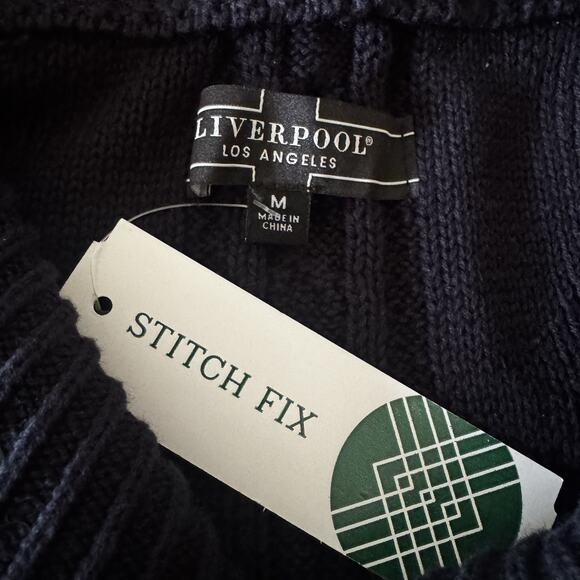 LIVERPOOL®
LOS ANGELES
M
MADE IN
CHINA
STITCH FIX